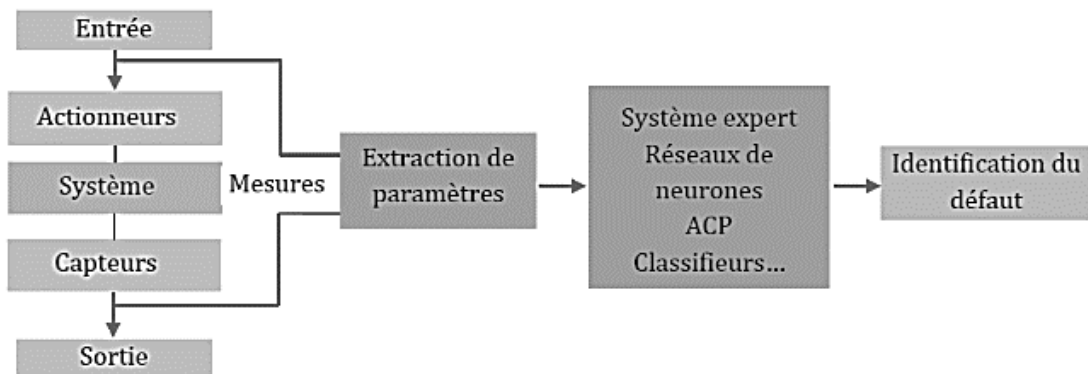 Entrée
Actionneurs
Système
Capteurs
Sortie
Mesures
Extraction de
paramètres
Système expert
Réseaux de
neurones
ACP
Classifieurs…
Identification du
défaut